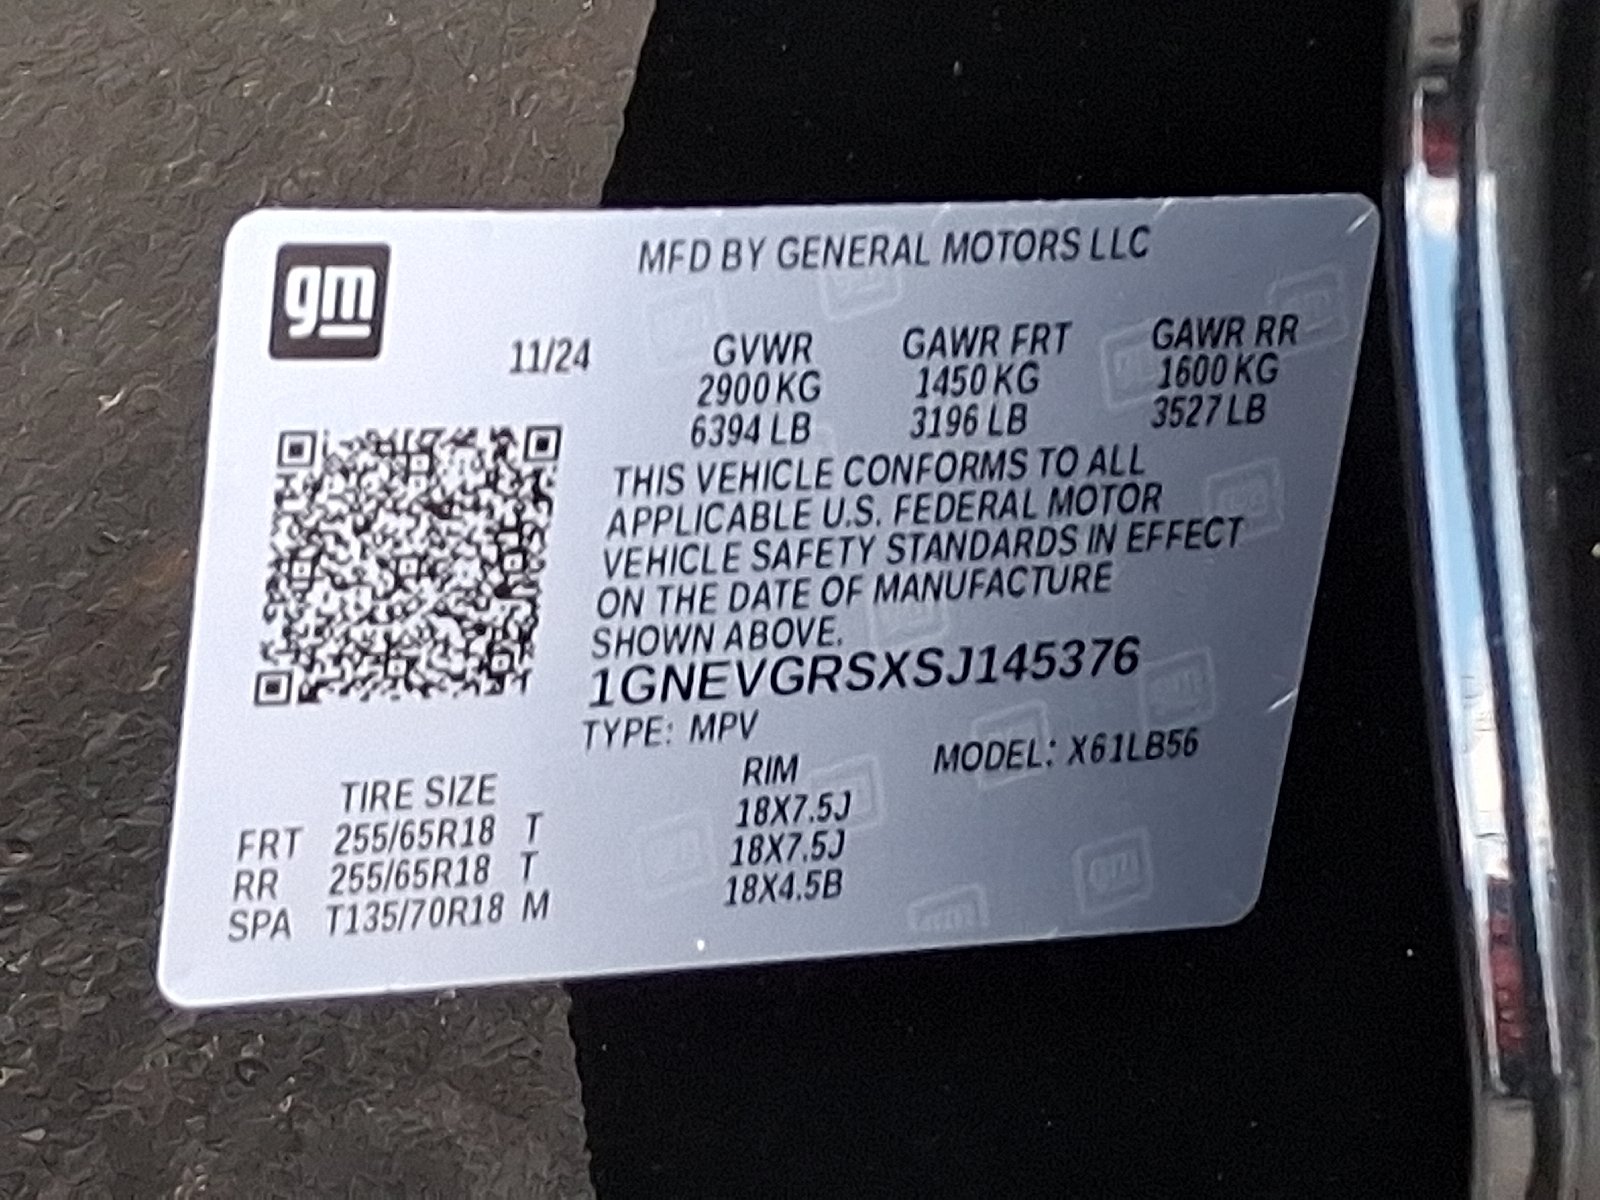 gm
MFD BY GENERAL MOTORS LLC
11/24 GVWR GAWR FRT GAWR RR
2900 KG 1450 KG 1600 KG
6394 LB 3196 LB 3527 LB
THIS VEHICLE CONFORMS TO ALL
APPLICABLE U.S. FEDERAL MOTOR
VEHICLE SAFETY STANDARDS IN EFFECT
ON THE DATE OF MANUFACTURE
SHOWN ABOVE.
1GNEVGRSXSJ145376
TYPE: MPV
MODEL: X61LB56
TIRE SIZE RIM
FRT 255/65R18 T 18X7.5J
RR 255/65R18 T 18X7.5J
SPA T135/70R18 M 18X4.5B